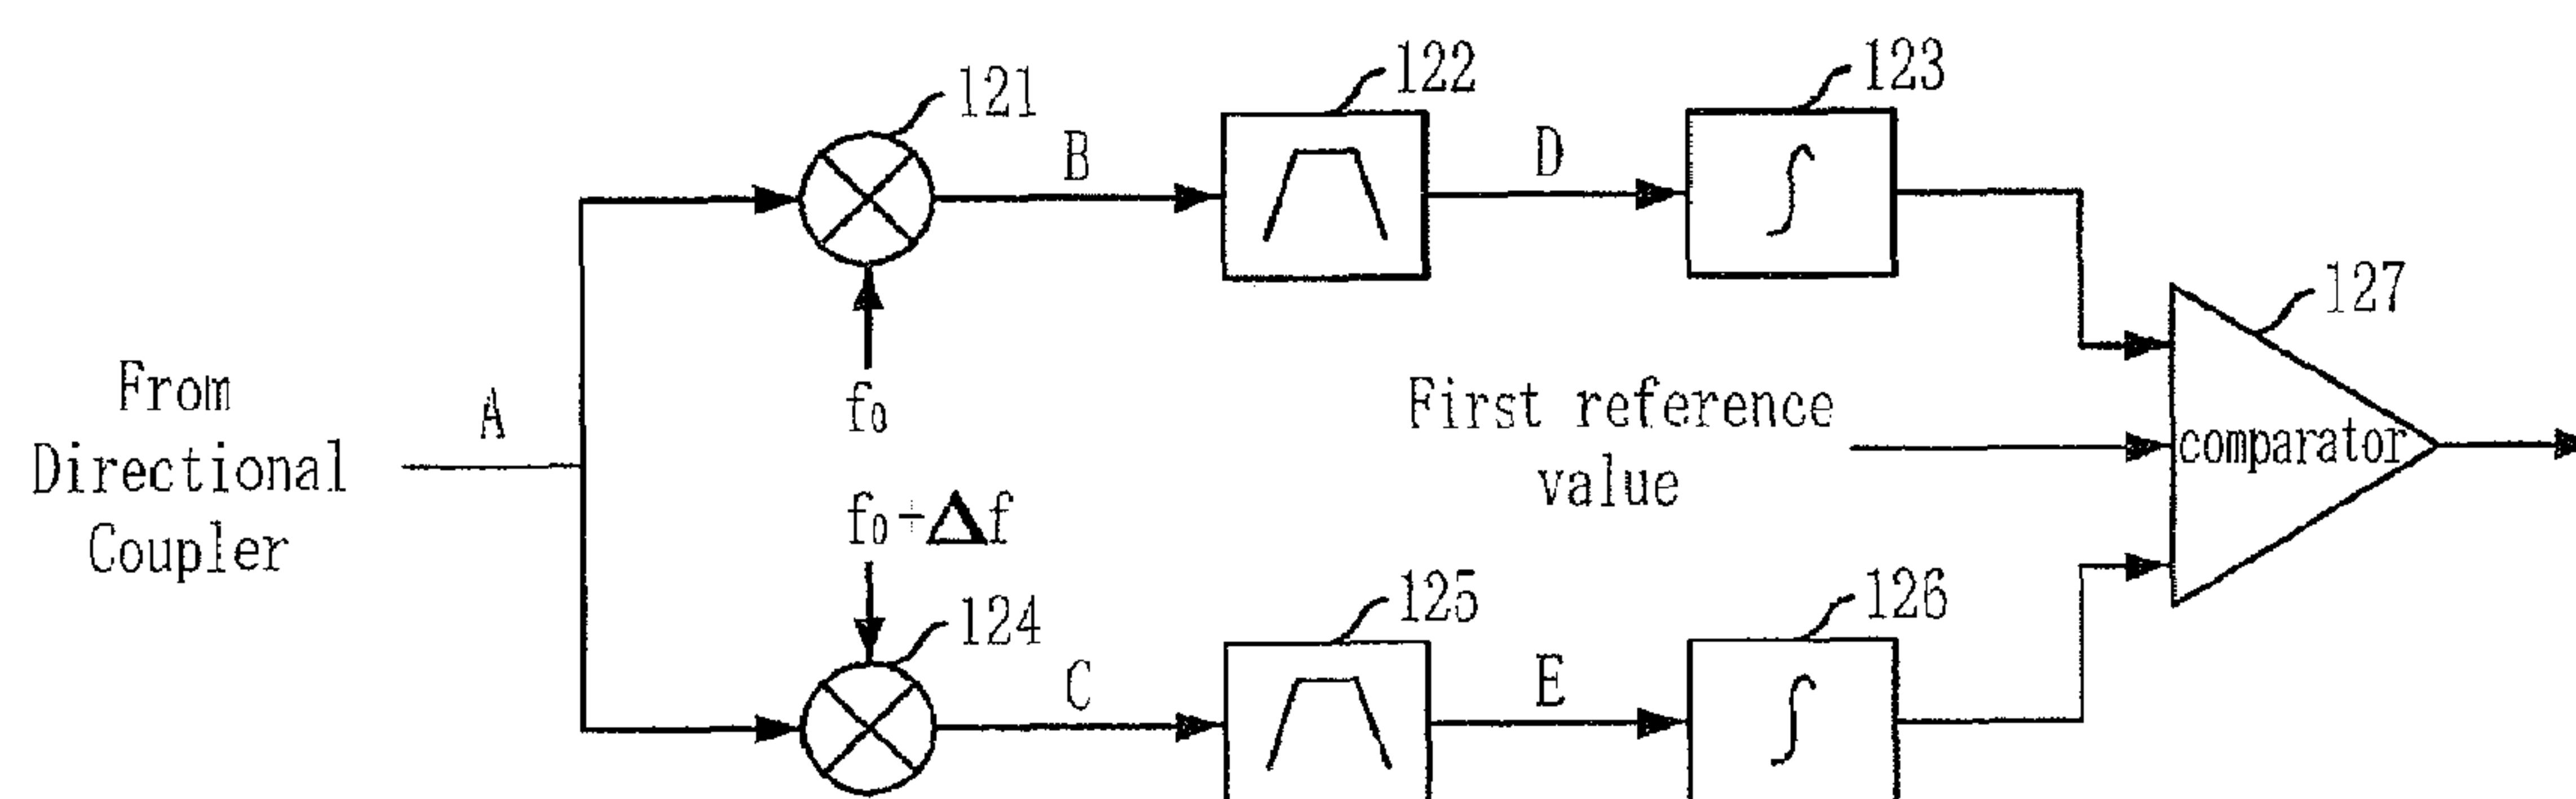 121
122
123
B
D
127
From
Directional
Coupler
A
f₀
First reference
value
comparator
f₀+Δf
124
125
126
C
E